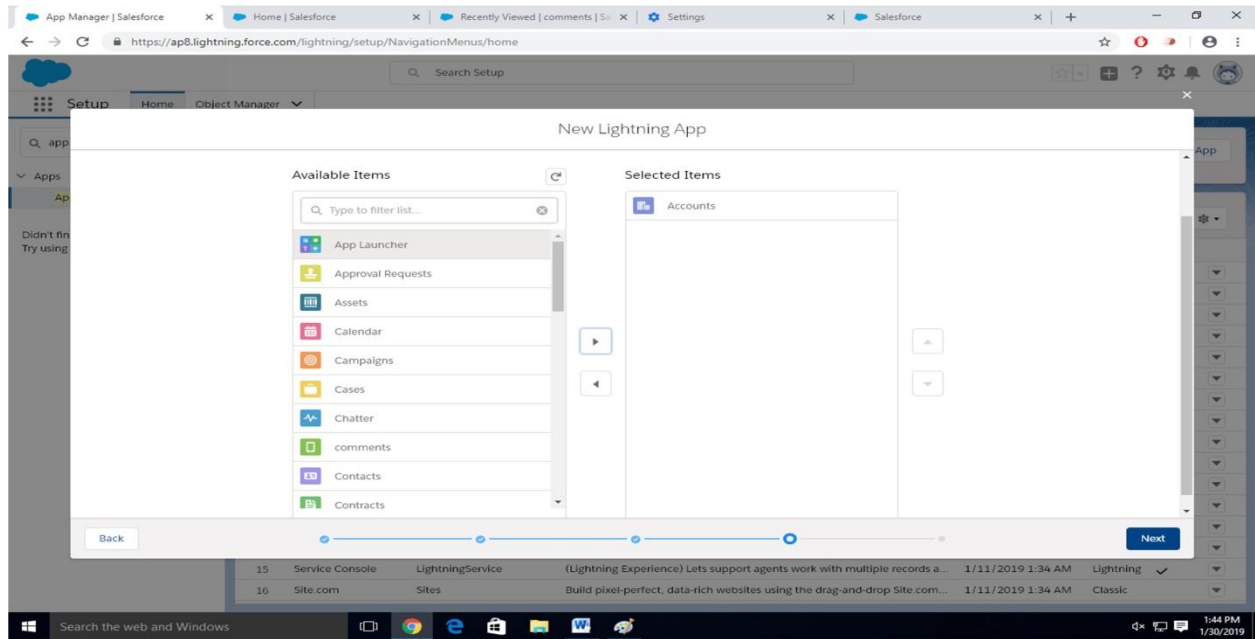 App Manager | Salesforce
Home | Salesforce
Recently Viewed | comments | Sa
Settings
Salesforce
https://ap8.lightning.force.com/lightning/setup/NavigationMenus/home
Search Setup
Setup
Home
Object Manager
New Lightning App
app
App
Apps
Ap
Didn't fin
Try using
Available Items
Selected Items
Type to filter list...
Accounts
App Launcher
Approval Requests
Assets
Calendar
Campaigns
Cases
Chatter
comments
Contacts
Contracts
Back
Next
15 Service Console LightningService (Lightning Experience) Lets support agents work with multiple records a... 1/11/2019 1:34 AM Lightning
16 Site.com Sites Build pixel-perfect, data-rich websites using the drag-and-drop Site.com... 1/11/2019 1:34 AM Classic
Search the web and Windows
1:44 PM
1/30/2019